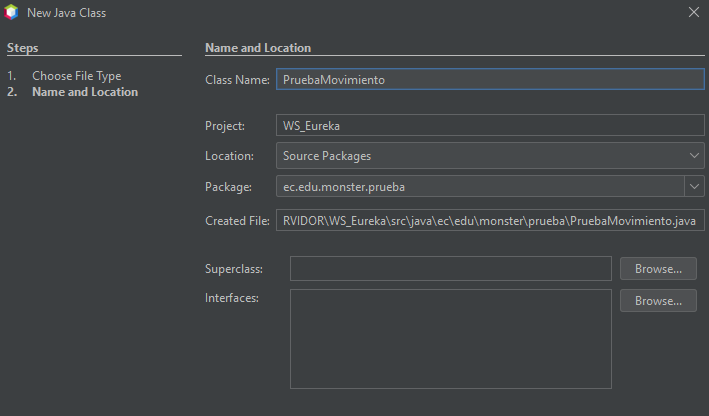 New Java Class
Steps
1. Choose File Type
2. Name and Location
Name and Location
Class Name: PruebaMovimiento
Project: WS_Eureka
Location: Source Packages
Package: ec.edu.monster.prueba
Created File: RVIDOR\WS_Eureka\src\java\ec\edu\monster\prueba\PruebaMovimiento.java
Superclass: Browse...
Interfaces: Browse...